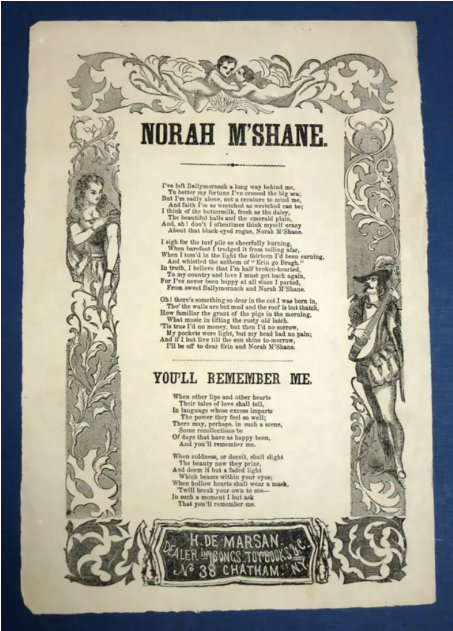 NORAH M'SHANE.
I've left Ballymornach a long way behind me,
To better my fortune I've crossed the big sea;
But I'm sadly alone, not a creature to mind me,
And faith I'm as wretched as wretched can be;
I think of the buttermilk, fresh as the daisy,
The beautiful halls and the emerald plain,
And, ah! don't I oftentimes think myself crazy
About that black-eyed rogue, Norah M'Shane.
I sigh for the turf pile so cheerfully burning,
When barefoot I trudged it from toiling afar,
When I toss'd in the light the thirteen I'd been earning,
And whistled the anthem of "Erin go Bragh."
In truth, I believe that I'm half broken-hearted,
To my country and love I must get back again,
For I've never been happy at all since I parted,
From sweet Ballymornach and Norah M'Shane.
Oh! there's something so dear in the cot I was born in,
Tho' the walls are but mud and the roof is but thatch,
How familiar the grunt of the pigs in the morning,
What music in lifting the rusty old latch.
'Tis true I'd no money, but then I'd no sorrow,
My pockets were light, but my head had no pain;
And if I but live till the sun shine to-morrow,
I'll be off to dear Erin and Norah M'Shane.
YOU'LL REMEMBER ME.
When other lips and other hearts
Their tales of love shall tell,
In language whose excess imparts
The power they feel so well;
There may, perhaps, in such a scene,
Some recollections be
Of days that have as happy been,
And you'll remember me.
When coldness, or deceit, shall slight
The beauty now they prize,
And deem it but a faded light
Which beams within your eyes;
When hollow hearts shall wear a mask,
'Twill break your own to see—
In such a moment I but ask
That you'll remember me.
H. DE MARSAN.
DEALER IN SONGS TOY BOOKS &C.
No 38 CHATHAM. ST. NY